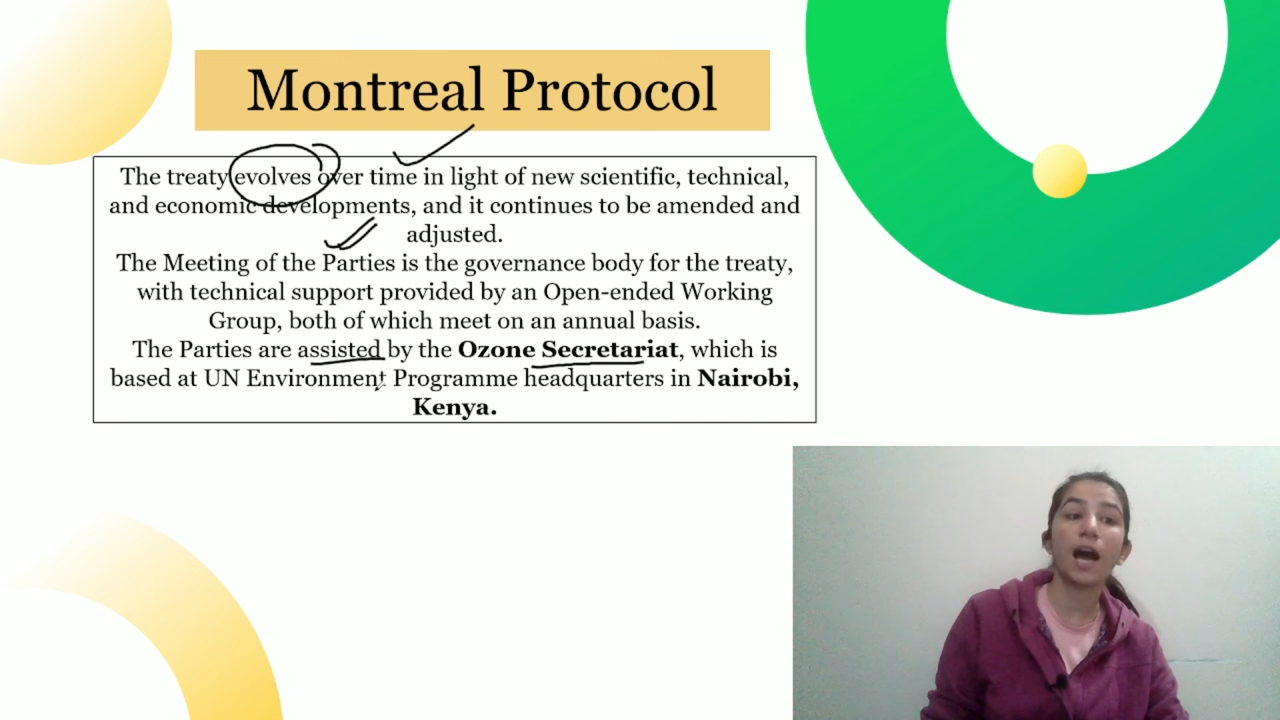 Montreal Protocol
The treaty evolves over time in light of new scientific, technical,
and economic developments, and it continues to be amended and
adjusted.
The Meeting of the Parties is the governance body for the treaty,
with technical support provided by an Open-ended Working
Group, both of which meet on an annual basis.
The Parties are assisted by the Ozone Secretariat, which is
based at UN Environment Programme headquarters in Nairobi,
Kenya.